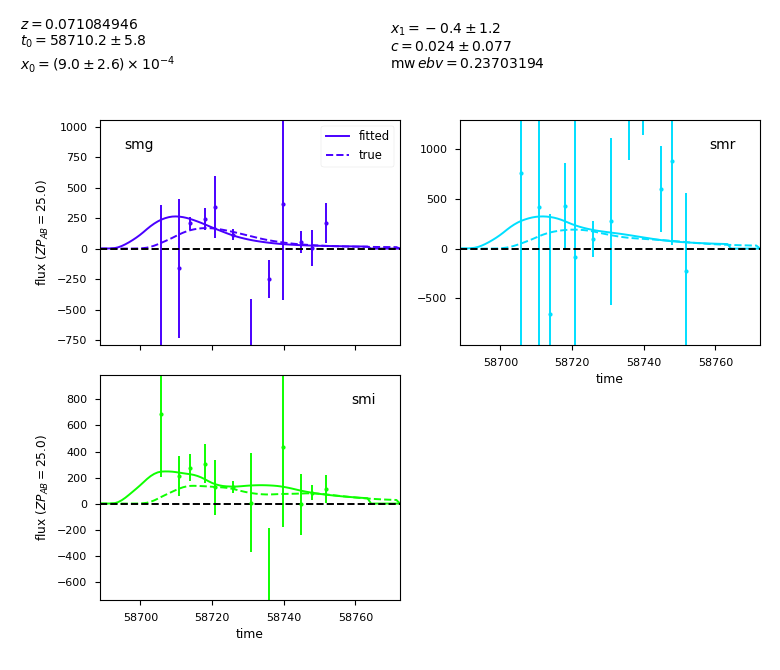 z = 0.071084946
t₀ = 58710.2 ± 5.8
x₀ = (9.0 ± 2.6) × 10⁻⁴
x₁ = −0.4 ± 1.2
c = 0.024 ± 0.077
mw ebv = 0.23703194
smg
fitted
true
1000
750
500
250
0
−250
−500
−750
flux (ZP_AB = 25.0)
smr
1000
500
0
−500
58700 58720 58740 58760
time
smi
800
600
400
200
0
−200
−400
−600
flux (ZP_AB = 25.0)
58700 58720 58740 58760
time